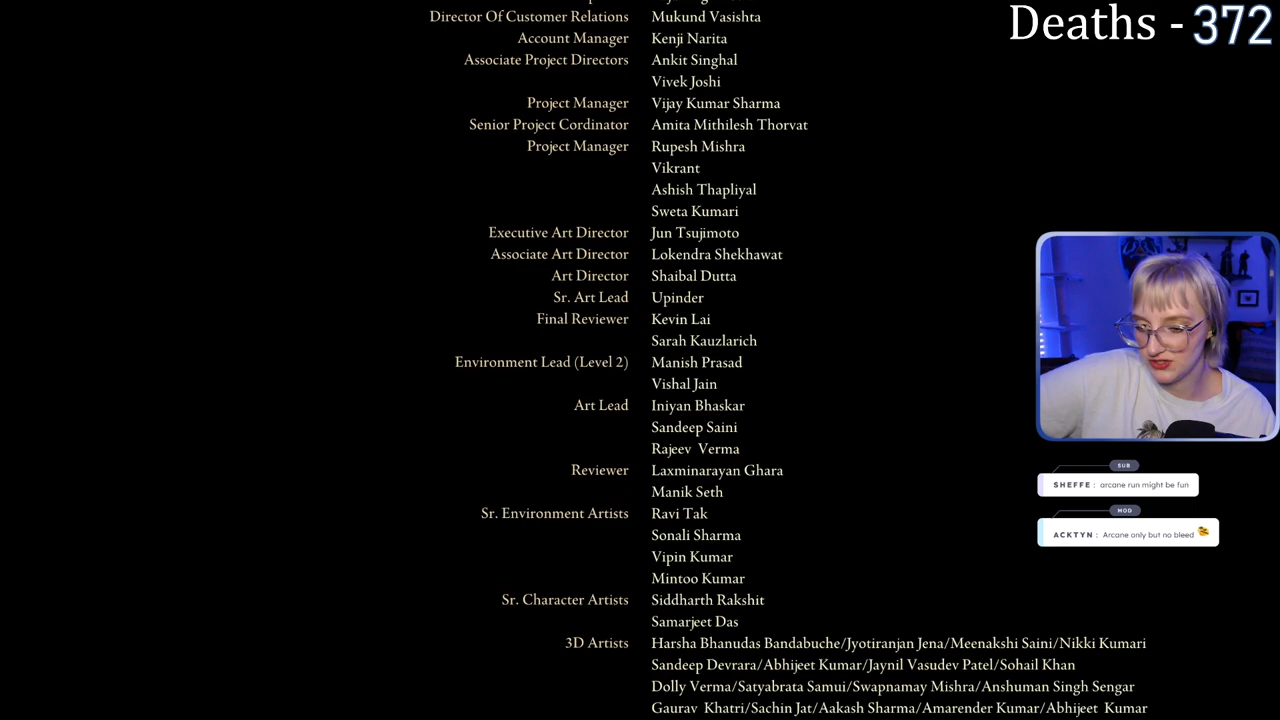 Deaths - 372
Director Of Customer Relations Mukund Vasishta
Account Manager Kenji Narita
Associate Project Directors Ankit Singhal
Vivek Joshi
Project Manager Vijay Kumar Sharma
Senior Project Cordinator Amita Mithilesh Thorvat
Project Manager Rupesh Mishra
Vikrant
Ashish Thapliyal
Sweta Kumari
Executive Art Director Jun Tsujimoto
Associate Art Director Lokendra Shekhawat
Art Director Shaibal Dutta
Sr. Art Lead Upinder
Final Reviewer Kevin Lai
Sarah Kauzlarich
Environment Lead (Level 2) Manish Prasad
Vishal Jain
Art Lead Iniyan Bhaskar
Sandeep Saini
Rajeev  Verma
Reviewer Laxminarayan Ghara
Manik Seth
Sr. Environment Artists Ravi Tak
Sonali Sharma
Vipin Kumar
Mintoo Kumar
Sr. Character Artists Siddharth Rakshit
Samarjeet Das
3D Artists Harsha Bhanudas Bandabuche/Jyotiranjan Jena/Meenakshi Saini/Nikki Kumari
Sandeep Devrara/Abhijeet Kumar/Jaynil Vasudev Patel/Sohail Khan
Dolly Verma/Satyabrata Samui/Swapnamay Mishra/Anshuman Singh Sengar
Gaurav  Khatri/Sachin Jat/Aakash Sharma/Amarender Kumar/Abhijeet  Kumar
SUB
SHEFFE : arcane run might be fun
MOD
ACKTYN : Arcane only but no bleed